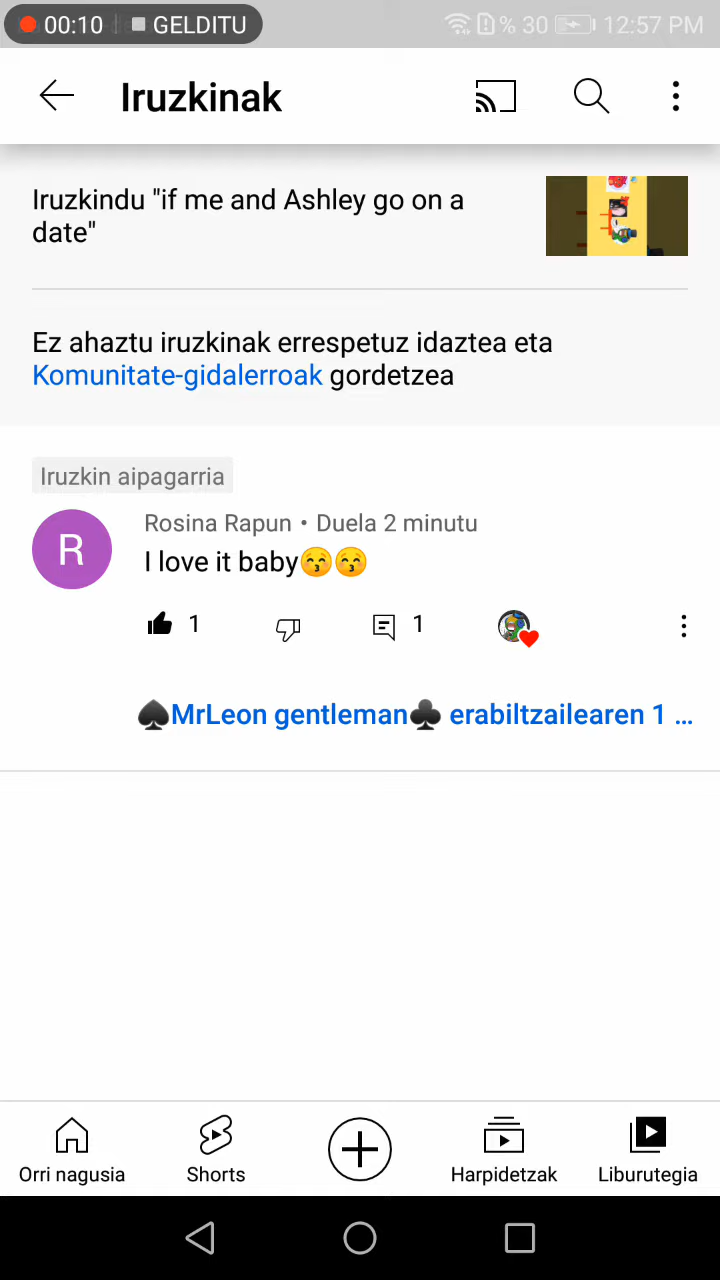 00:10 GELDITU % 30 12:57 PM
Iruzkinak
Iruzkindu "if me and Ashley go on a
date"
Ez ahaztu iruzkinak errespetuz idaztea eta
Komunitate-gidalerroak gordetzea
Iruzkin aipagarria
Rosina Rapun • Duela 2 minutu
R
I love it baby😙😙
1 1
♠MrLeon gentleman♣ erabiltzailearen 1 ...
Orri nagusia Shorts Harpidetzak Liburutegia